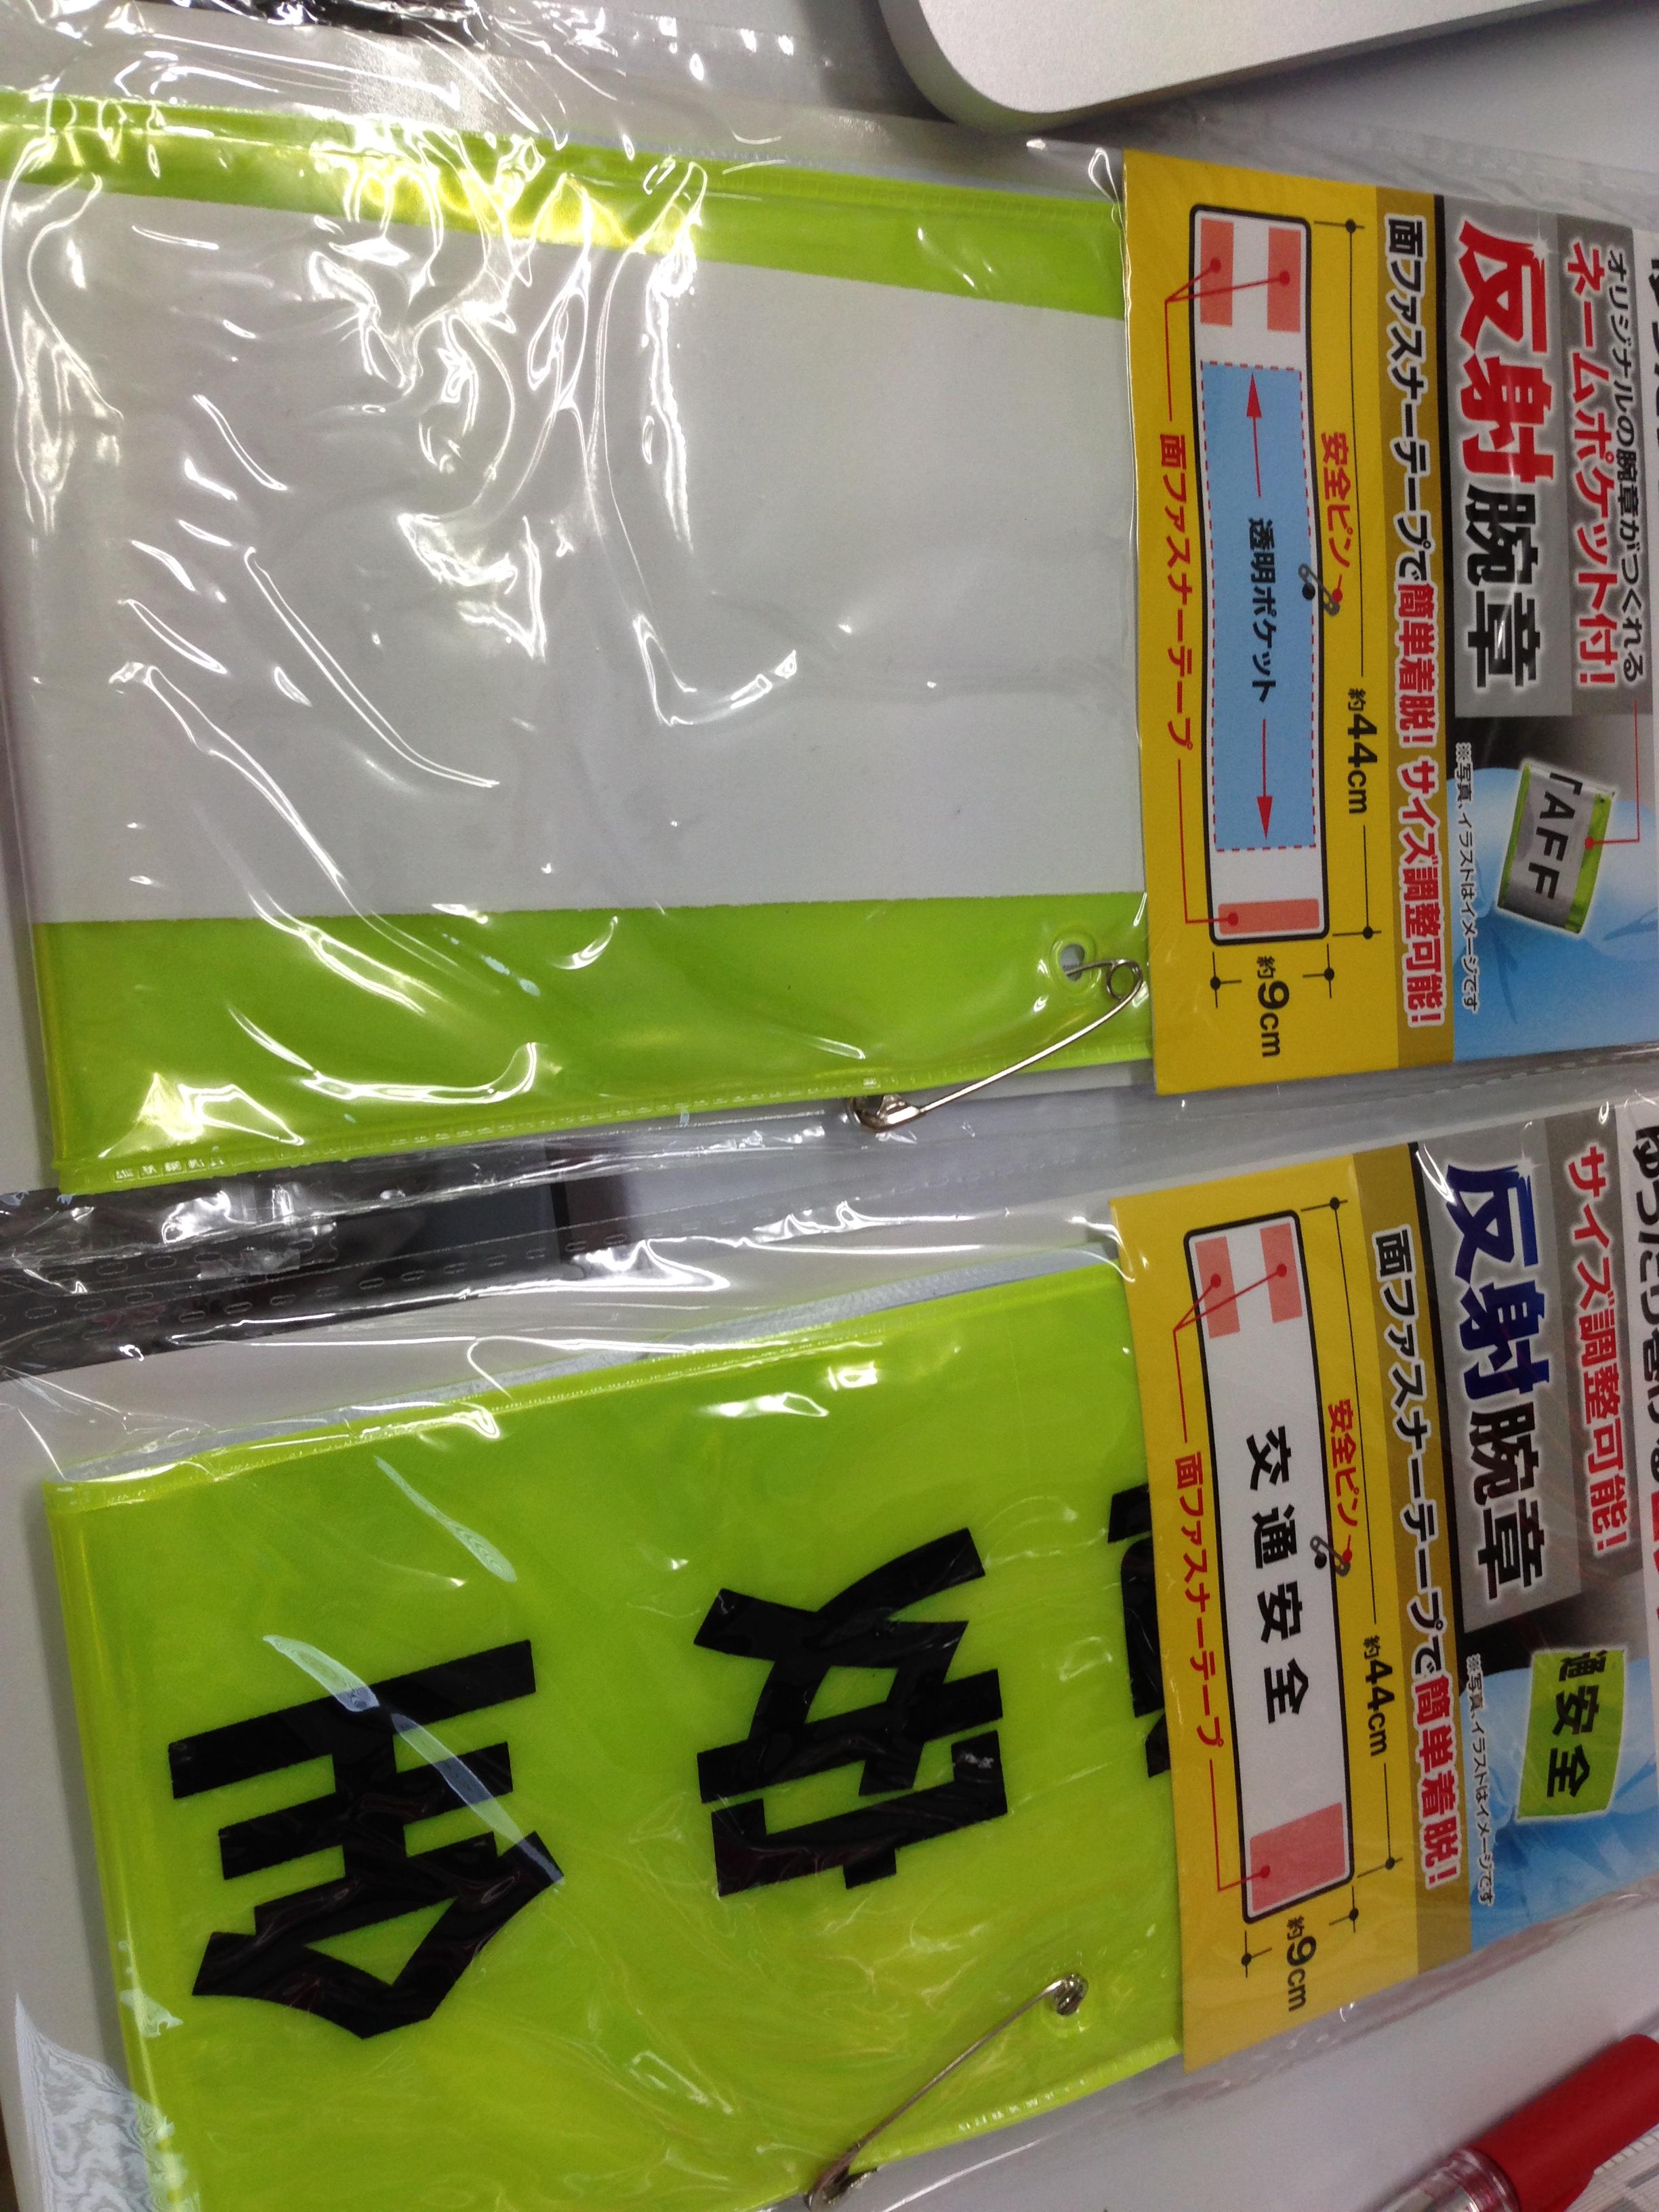 オリジナルの腕章がつくれる
ネームポケット付!
反射腕章
「AFF
※写真、イラストはイメージです
面ファスナーテープで簡単着脱!サイズ調整可能!
約44cm
安全ピン
透明ポケット
約9cm
面ファスナーテープ
サイズ調整可能!
反射腕章
通安全
※写真、イラストはイメージです
面ファスナーテープで簡単着脱!
約44cm
安全ピン
交通安全
約9cm
面ファスナーテープ
安全